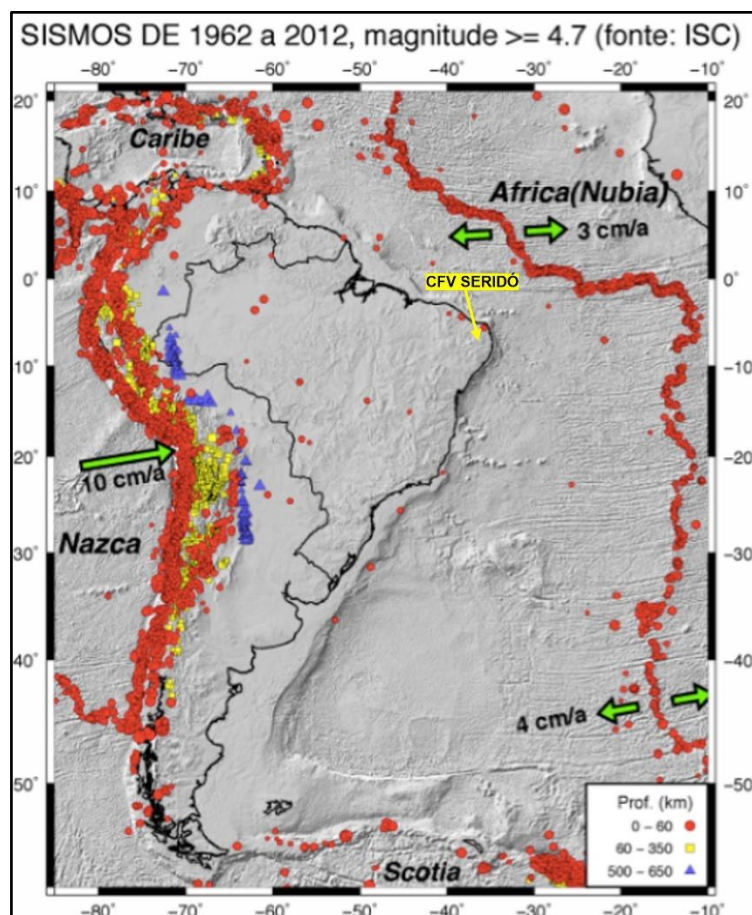 SISMOS DE 1962 a 2012, magnitude >= 4.7 (fonte: ISC)
−80° −70° −60° −50° −40° −30° −20° −10°
20° 20°
Caribe
10° 10°
Africa(Nubia)
3 cm/a
0° 0°
CFV SERIDÓ
−10° −10°
−20° −20°
10 cm/a
Nazca
−30° −30°
−40° −40°
4 cm/a
−50° −50°
Prof. (km)
0 – 60
60 – 350
500 – 650
Scotia
−80° −70° −60° −50° −40° −30° −20° −10°